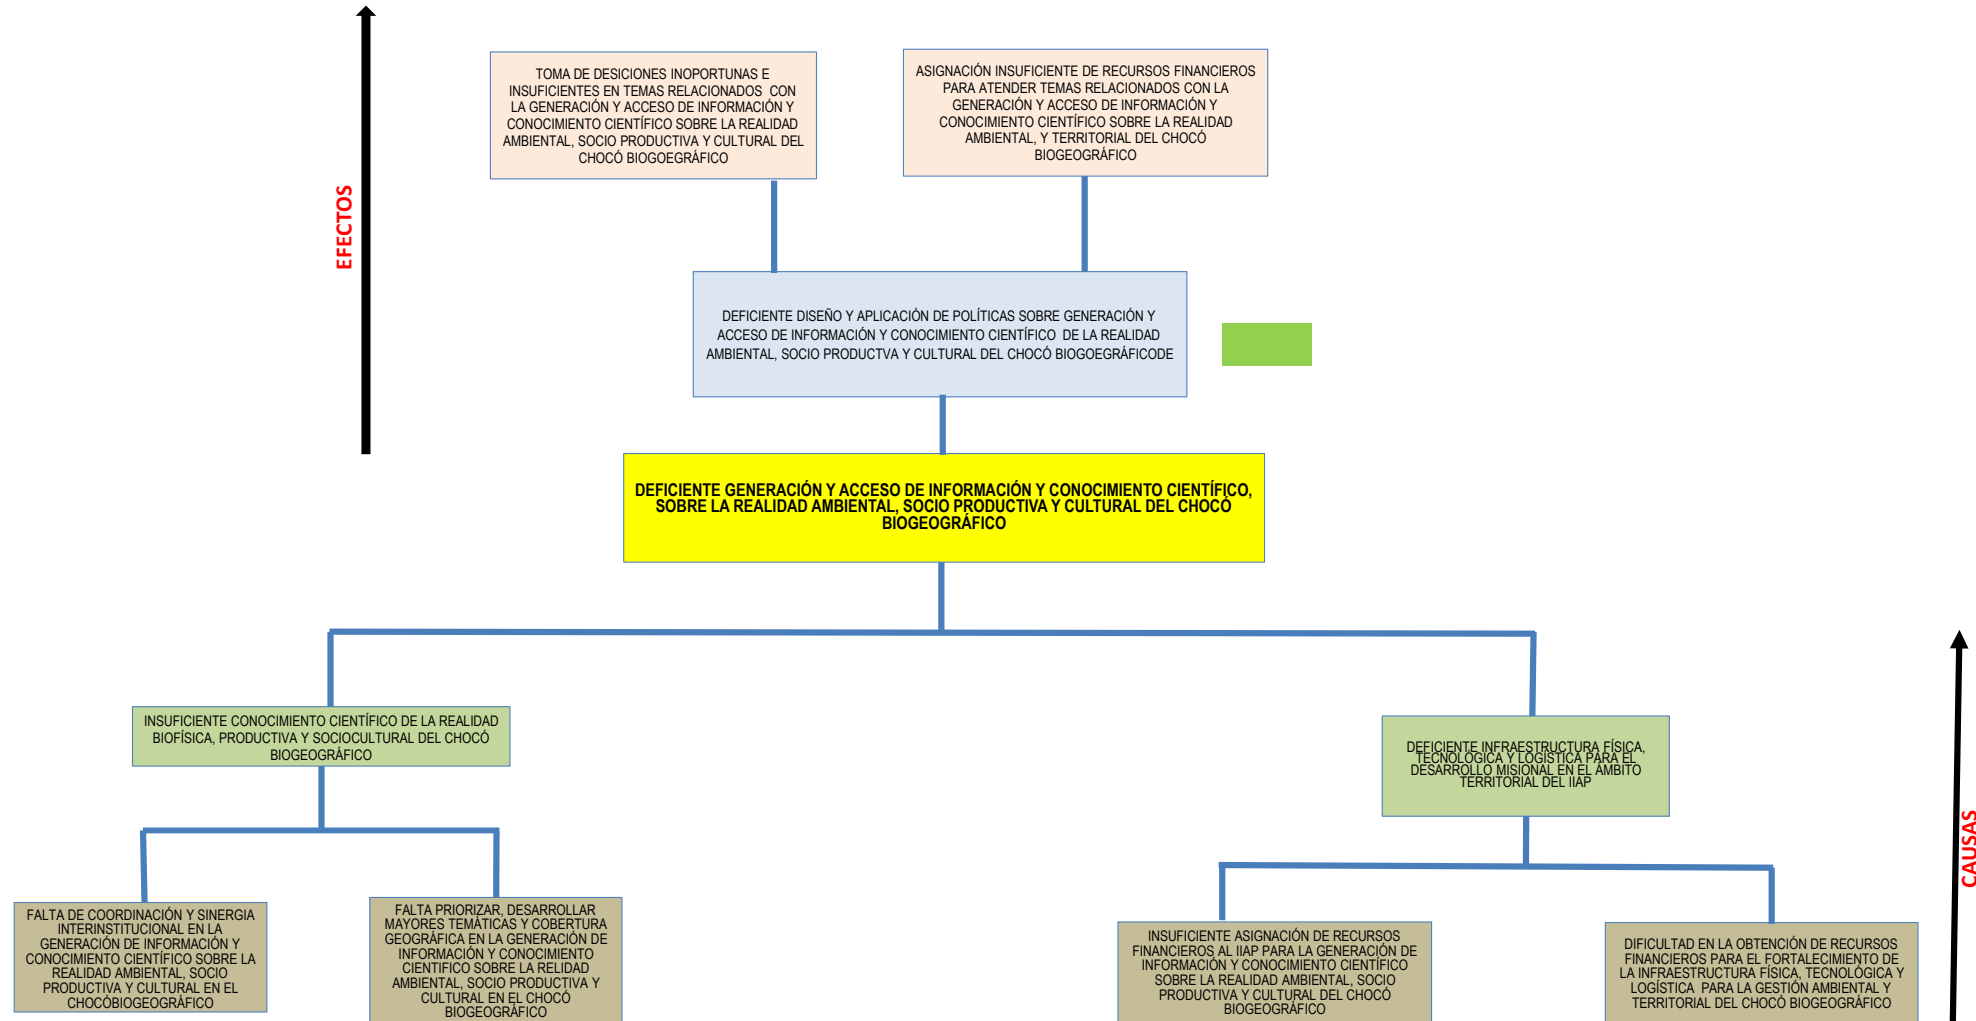 TOMA DE DESICIONES INOPORTUNAS E
INSUFICIENTES EN TEMAS RELACIONADOS CON
LA GENERACIÓN Y ACCESO DE INFORMACIÓN Y
CONOCIMIENTO CIENTÍFICO SOBRE LA REALIDAD
AMBIENTAL, SOCIO PRODUCTIVA Y CULTURAL DEL
CHOCÓ BIOGOEGRÁFICO
ASIGNACIÓN INSUFICIENTE DE RECURSOS FINANCIEROS
PARA ATENDER TEMAS RELACIONADOS CON LA
GENERACIÓN Y ACCESO DE INFORMACIÓN Y
CONOCIMIENTO CIENTÍFICO SOBRE LA REALIDAD
AMBIENTAL, Y TERRITORIAL DEL CHOCÓ
BIOGEOGRÁFICO
EFECTOS
DEFICIENTE DISEÑO Y APLICACIÓN DE POLÍTICAS SOBRE GENERACIÓN Y
ACCESO DE INFORMACIÓN Y CONOCIMIENTO CIENTÍFICO DE LA REALIDAD
AMBIENTAL, SOCIO PRODUCTVA Y CULTURAL DEL CHOCÓ BIOGOEGRÁFICODE
DEFICIENTE GENERACIÓN Y ACCESO DE INFORMACIÓN Y CONOCIMIENTO CIENTÍFICO,
SOBRE LA REALIDAD AMBIENTAL, SOCIO PRODUCTIVA Y CULTURAL DEL CHOCÓ
BIOGEOGRÁFICO
INSUFICIENTE CONOCIMIENTO CIENTÍFICO DE LA REALIDAD
BIOFÍSICA, PRODUCTIVA Y SOCIOCULTURAL DEL CHOCÓ
BIOGEOGRÁFICO
DEFICIENTE INFRAESTRUCTURA FÍSICA,
TECNOLÓGICA Y LOGÍSTICA PARA EL
DESARROLLO MISIONAL EN EL ÁMBITO
TERRITORIAL DEL IIAP
CAUSAS
FALTA DE COORDINACIÓN Y SINERGIA
INTERINSTITUCIONAL EN LA
GENERACIÓN DE INFORMACIÓN Y
CONOCIMIENTO CIENTÍFICO SOBRE LA
REALIDAD AMBIENTAL, SOCIO
PRODUCTIVA Y CULTURAL EN EL
CHOCÓBIOGEOGRÁFICO
FALTA PRIORIZAR, DESARROLLAR
MAYORES TEMÁTICAS Y COBERTURA
GEOGRÁFICA EN LA GENERACIÓN DE
INFORMACIÓN Y CONOCIMIENTO
CIENTIFICO SOBRE LA RELIDAD
AMBIENTAL, SOCIO PRODUCTIVA Y
CULTURAL EN EL CHOCÓ
BIOGEOGRÁFICO
INSUFICIENTE ASIGNACIÓN DE RECURSOS
FINANCIEROS AL IIAP PARA LA GENERACIÓN DE
INFORMACIÓN Y CONOCIMIENTO CIENTÍFICO
SOBRE LA REALIDAD AMBIENTAL, SOCIO
PRODUCTIVA Y CULTURAL DEL CHOCÓ
BIOGEOGRÁFICO
DIFICULTAD EN LA OBTENCIÓN DE RECURSOS
FINANCIEROS PARA EL FORTALECIMIENTO DE
LA INFRAESTRUCTURA FÍSICA, TECNOLÓGICA Y
LOGÍSTICA PARA LA GESTIÓN AMBIENTAL Y
TERRITORIAL DEL CHOCÓ BIOGEOGRÁFICO